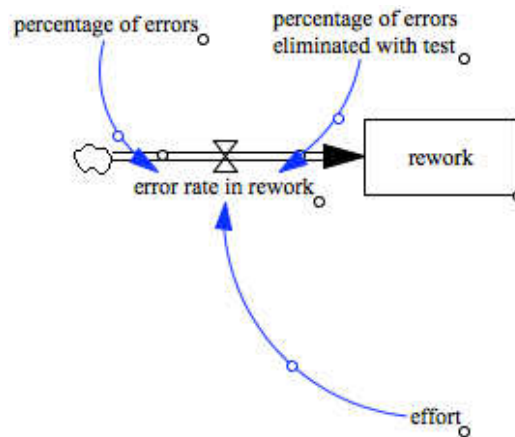 percentage of errors
percentage of errors
eliminated with test
rework
error rate in rework
effort